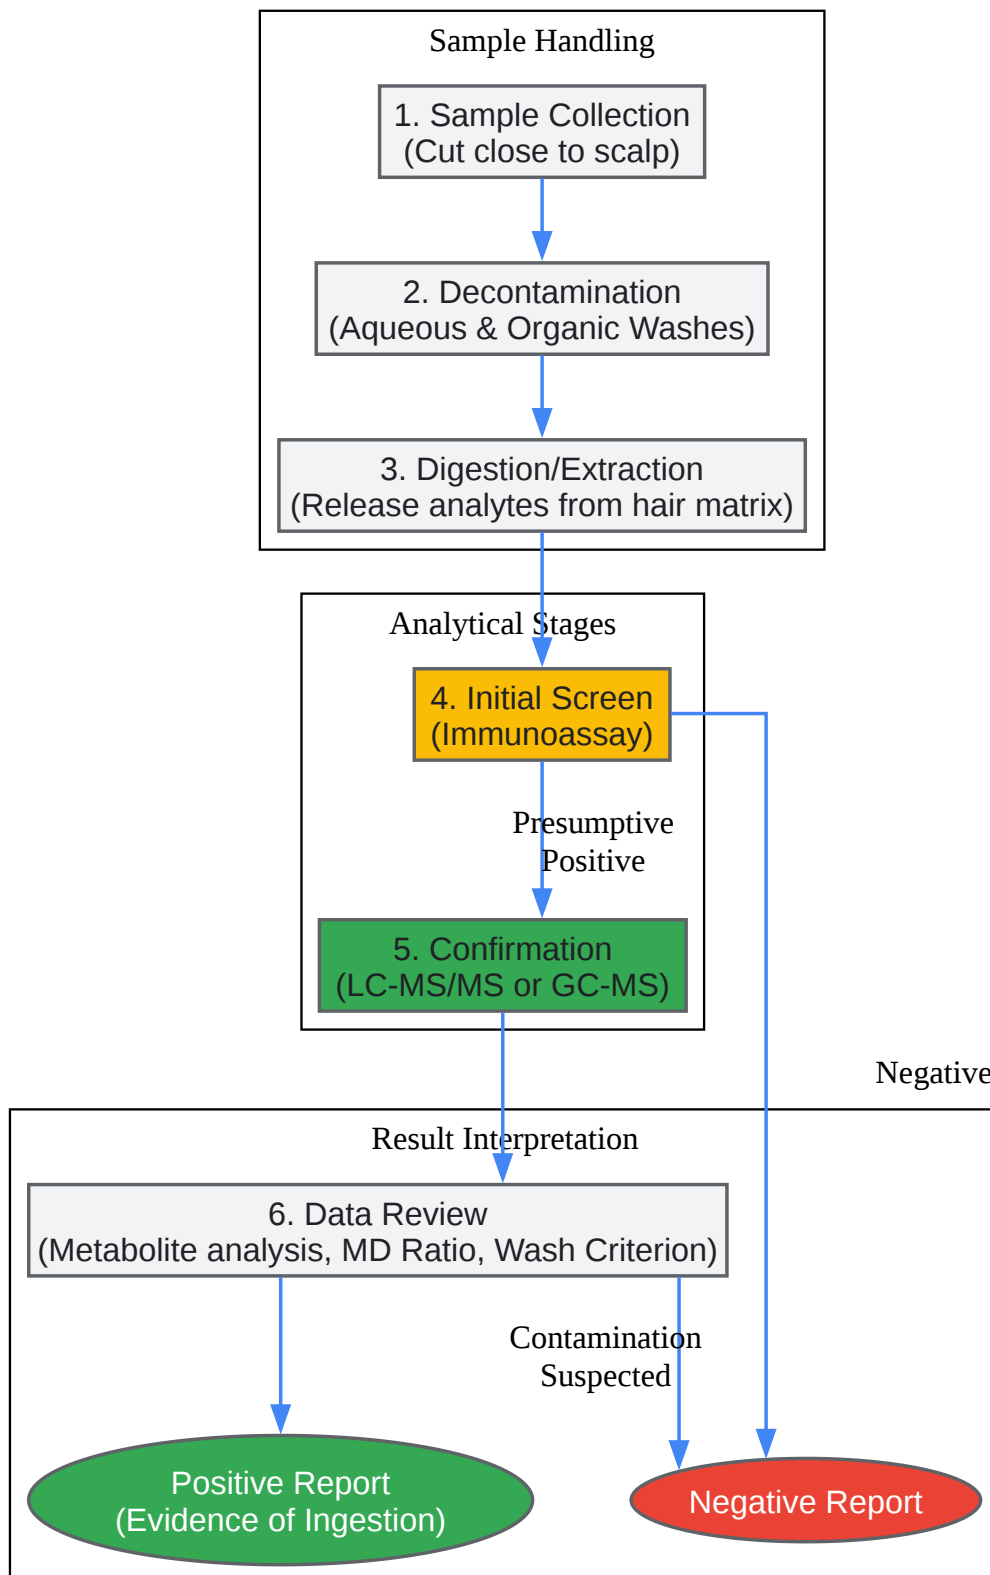 Sample Handling
1. Sample Collection
(Cut close to scalp)
2. Decontamination
(Aqueous & Organic Washes)
3. Digestion/Extraction
(Release analytes from hair matrix)
Analytical Stages
4. Initial Screen
(Immunoassay)
Presumptive
Positive
5. Confirmation
(LC-MS/MS or GC-MS)
Negative
Result Interpretation
6. Data Review
(Metabolite analysis, MD Ratio, Wash Criterion)
Contamination
Suspected
Positive Report
(Evidence of Ingestion)
Negative Report